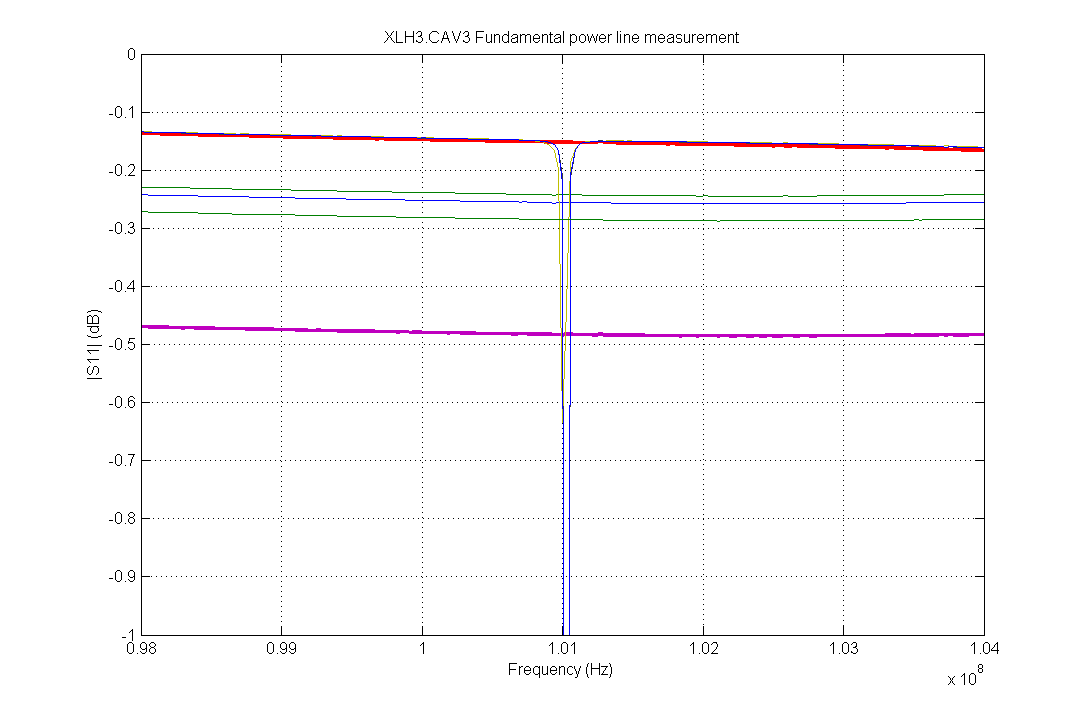 XLH3.CAV3 Fundamental power line measurement
0
-0.1
-0.2
-0.3
-0.4
-0.5
-0.6
-0.7
-0.8
-0.9
-1
|S11| (dB)
0.98 0.99 1 1.01 1.02 1.03 1.04
Frequency (Hz)
x 10^8